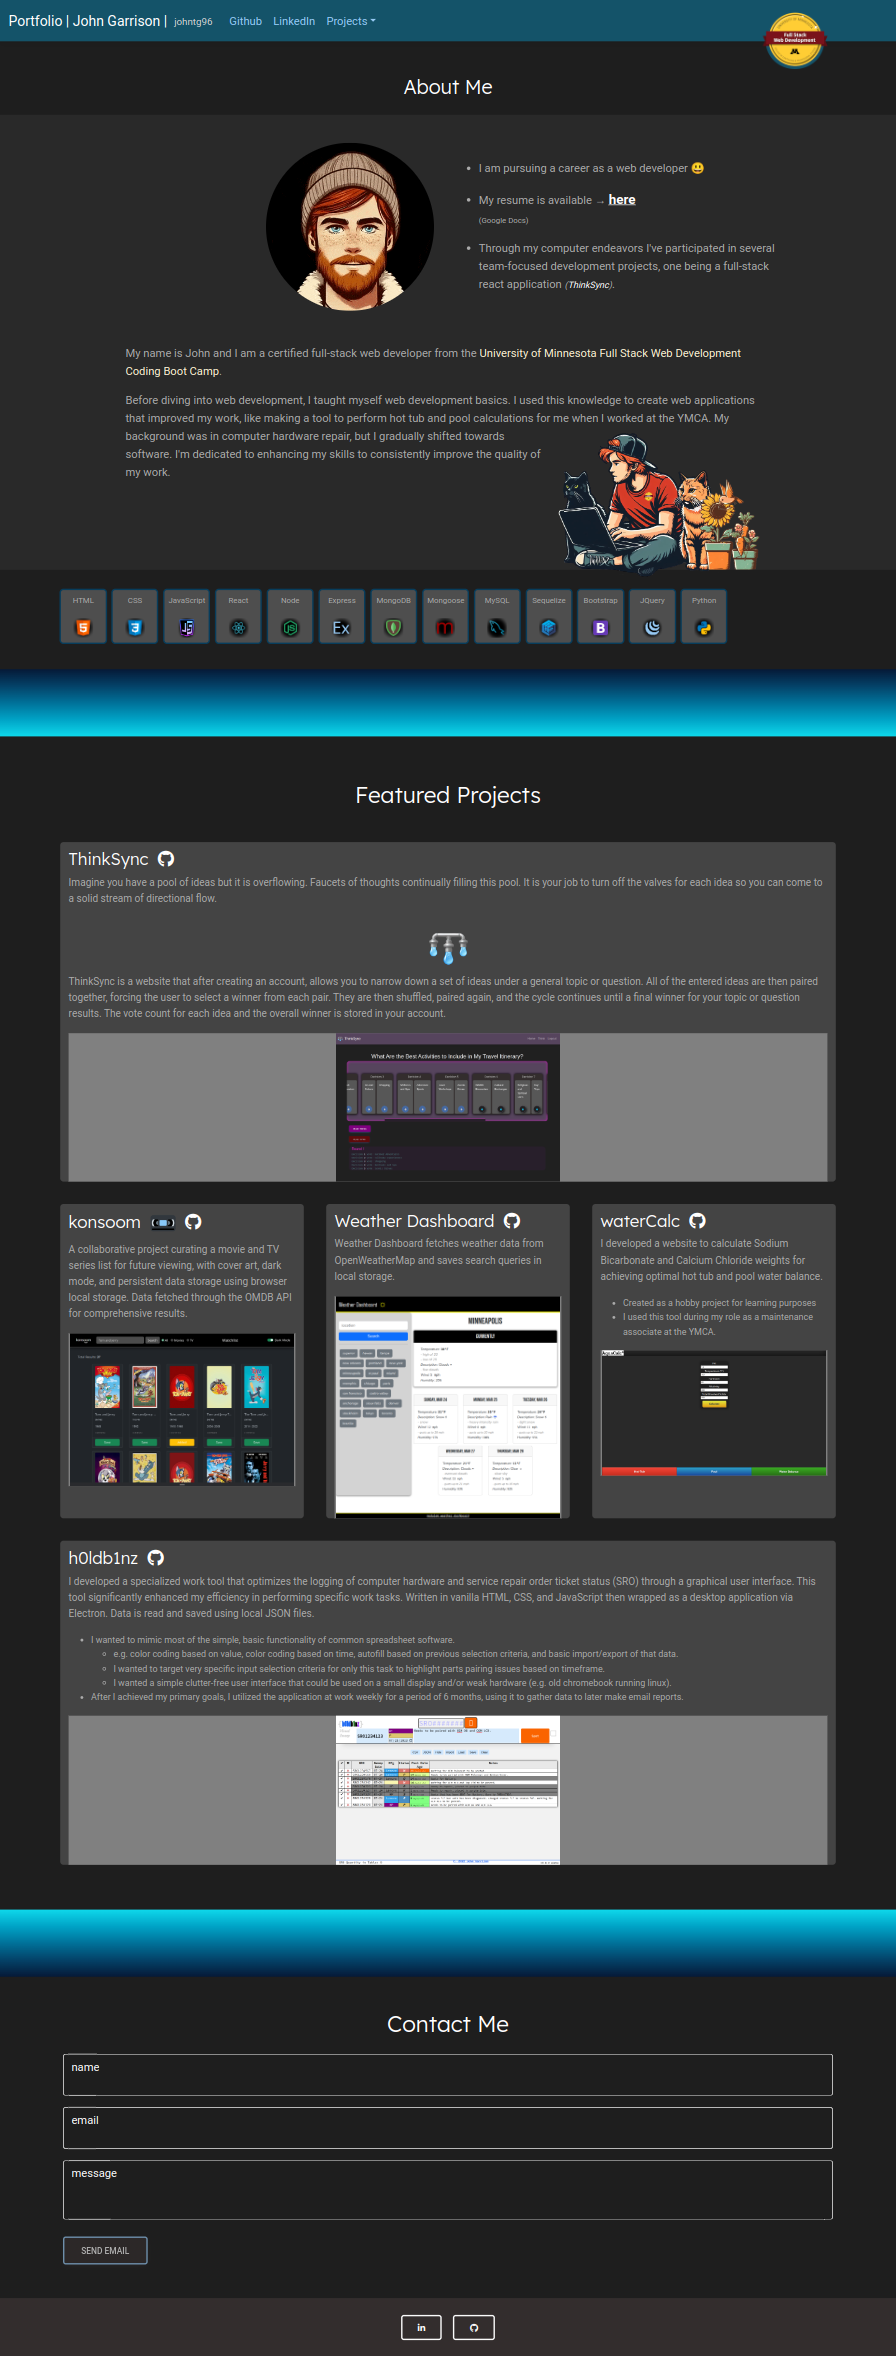 Portfolio | John Garrison | johntg96 Github LinkedIn Projects
Full Stack
Web Development
About Me
I am pursuing a career as a web developer 😃
My resume is available → here
(Google Docs)
Through my computer endeavors I've participated in several
team-focused development projects, one being a full-stack
react application (ThinkSync).
My name is John and I am a certified full-stack web developer from the University of Minnesota Full Stack Web Development
Coding Boot Camp.
Before diving into web development, I taught myself web development basics. I used this knowledge to create web applications
that improved my work, like making a tool to perform hot tub and pool calculations for me when I worked at the YMCA. My
background was in computer hardware repair, but I gradually shifted towards
software. I'm dedicated to enhancing my skills to consistently improve the quality of
my work.
HTML CSS JavaScript React Node Express MongoDB Mongoose MySQL Sequelize Bootstrap JQuery Python
Featured Projects
ThinkSync
Imagine you have a pool of ideas but it is overflowing. Faucets of thoughts continually filling this pool. It is your job to turn off the valves for each idea so you can come to
a solid stream of directional flow.
ThinkSync is a website that after creating an account, allows you to narrow down a set of ideas under a general topic or question. All of the entered ideas are then paired
together, forcing the user to select a winner from each pair. They are then shuffled, paired again, and the cycle continues until a final winner for your topic or question
results. The vote count for each idea and the overall winner is stored in your account.
What Are the Best Activities to Include in My Travel Itinerary?
konsoom
A collaborative project curating a movie and TV
series list for future viewing, with cover art, dark
mode, and persistent data storage using browser
local storage. Data fetched through the OMDB API
for comprehensive results.
Weather Dashboard
Weather Dashboard fetches weather data from
OpenWeatherMap and saves search queries in
local storage.
Weather Dashboard
MINNEAPOLIS
CURRENTLY
Search
waterCalc
I developed a website to calculate Sodium
Bicarbonate and Calcium Chloride weights for
achieving optimal hot tub and pool water balance.
Created as a hobby project for learning purposes
I used this tool during my role as a maintenance
associate at the YMCA.
h0ldb1nz
I developed a specialized work tool that optimizes the logging of computer hardware and service repair order ticket status (SRO) through a graphical user interface. This
tool significantly enhanced my efficiency in performing specific work tasks. Written in vanilla HTML, CSS, and JavaScript then wrapped as a desktop application via
Electron. Data is read and saved using local JSON files.
I wanted to mimic most of the simple, basic functionality of common spreadsheet software.
e.g. color coding based on value, color coding based on time, autofill based on previous selection criteria, and basic import/export of that data.
I wanted to target very specific input selection criteria for only this task to highlight parts pairing issues based on timeframe.
I wanted a simple clutter-free user interface that could be used on a small display and/or weak hardware (e.g. old chromebook running linux).
After I achieved my primary goals, I utilized the application at work weekly for a period of 6 months, using it to gather data to later make email reports.
Contact Me
name
email
message
SEND EMAIL